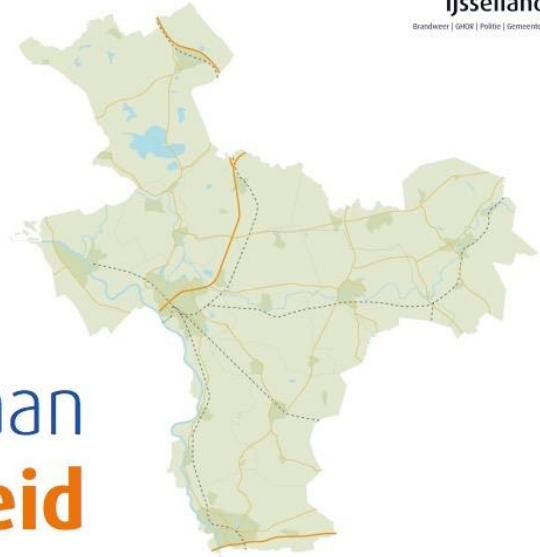 IJsselland
Brandweer | GHOR | Politie | Gemeente
aan
eid